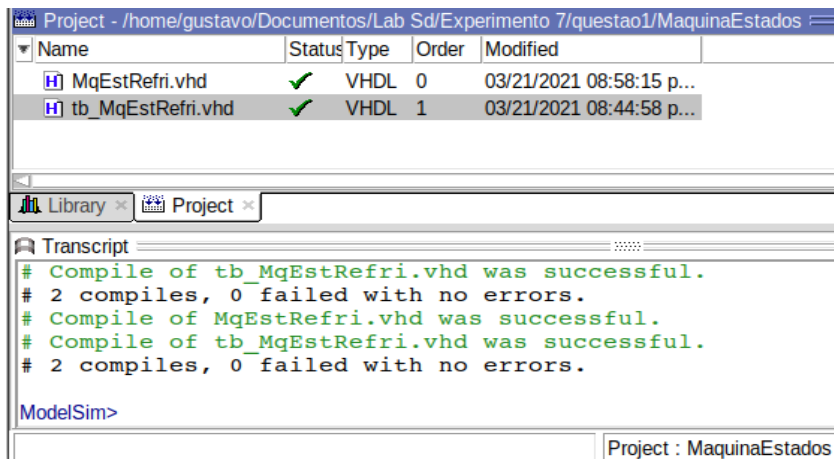 Project - /home/gustavo/Documentos/Lab Sd/Experimento 7/questao1/MaquinaEstados
Name Status Type Order Modified
MqEstRefri.vhd VHDL 0 03/21/2021 08:58:15 p...
tb_MqEstRefri.vhd VHDL 1 03/21/2021 08:44:58 p...
Library Project
Transcript
# Compile of tb_MqEstRefri.vhd was successful.
# 2 compiles, 0 failed with no errors.
# Compile of MqEstRefri.vhd was successful.
# Compile of tb_MqEstRefri.vhd was successful.
# 2 compiles, 0 failed with no errors.
ModelSim>
Project : MaquinaEstados